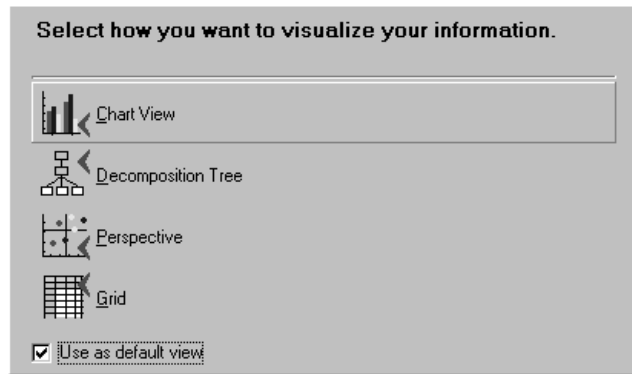 Select how you want to visualize your information.
Chart View
Decomposition Tree
Perspective
Grid
Use as default view